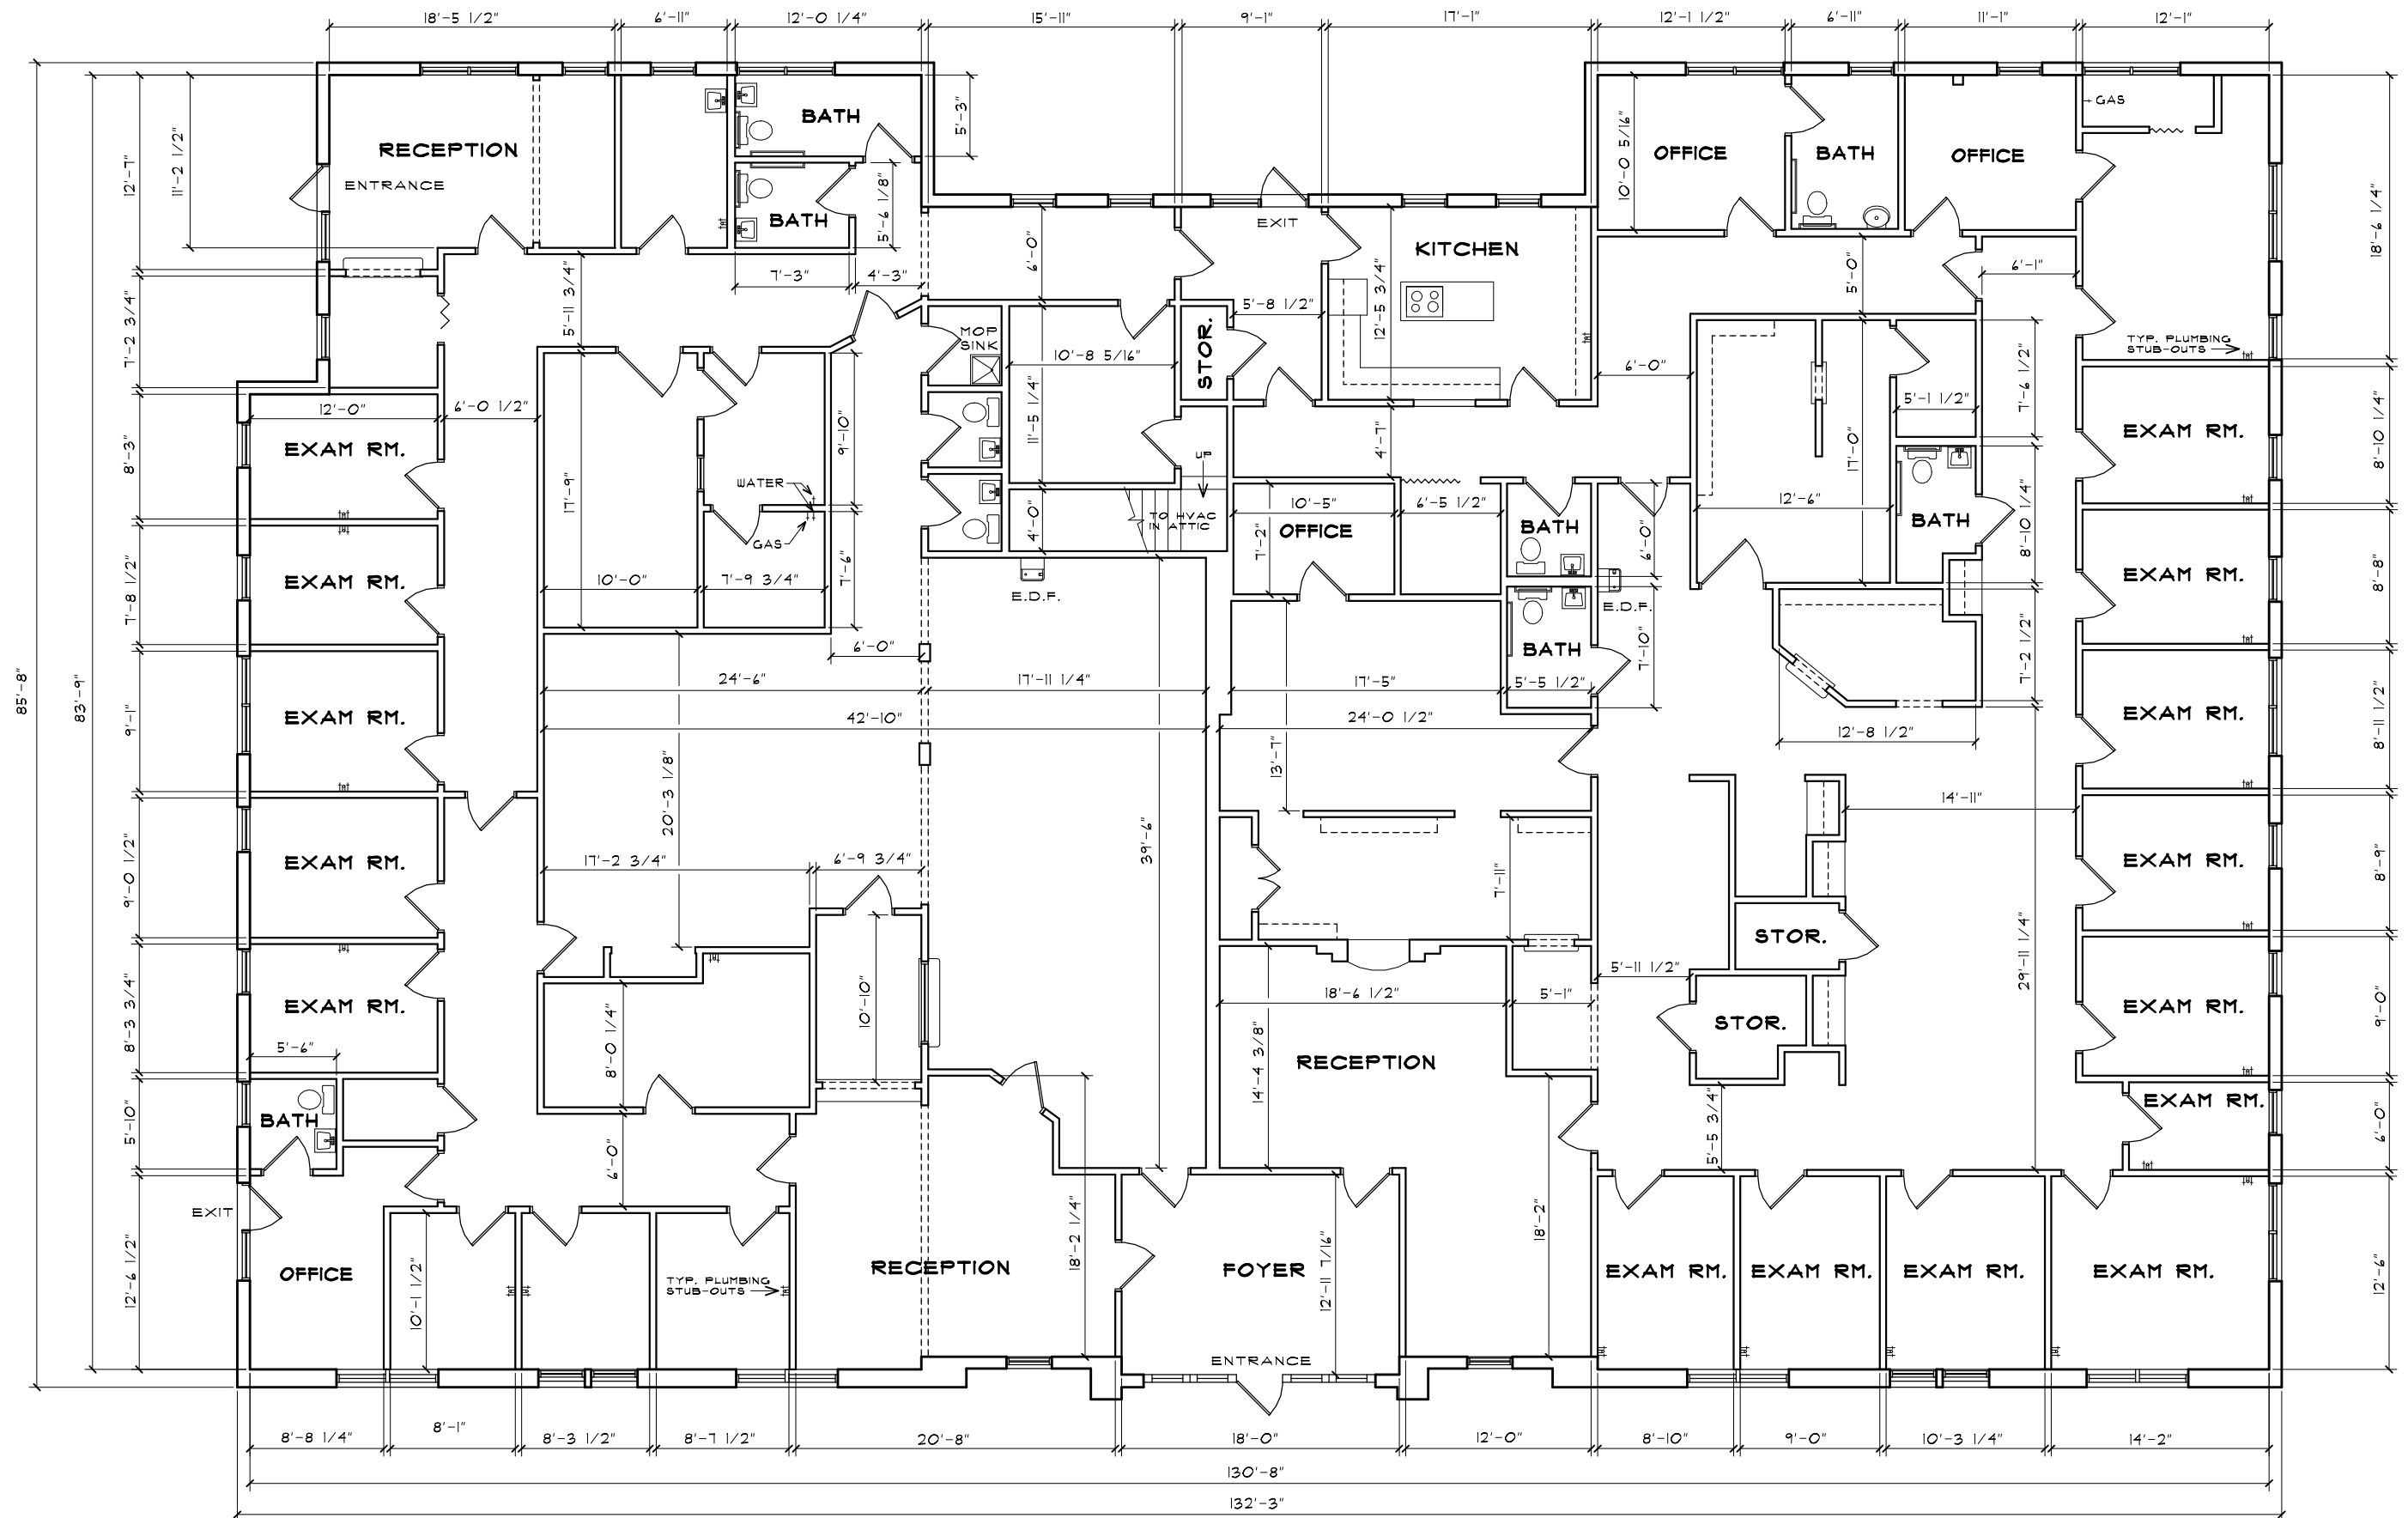 18'-5 1/2"
6'-11"
12'-0 1/4"
15'-11"
9'-1"
17'-1"
12'-1 1/2"
6'-11"
11'-1"
12'-1"
85'-8"
83'-9"
12'-7"
11'-2 1/2"
7'-2 3/4"
8'-3"
7'-8 1/2"
9'-1"
9'-0 1/2"
8'-3 3/4"
5'-10"
12'-6 1/2"
RECEPTION
ENTRANCE
BATH
BATH
5'-3"
5'-6 1/8"
7'-3"
4'-3"
5'-11 3/4"
6'-0"
EXIT
KITCHEN
12'-5 3/4"
5'-8 1/2"
STOR.
MOP
SINK
10'-8 5/16"
11'-5 1/4"
4'-0"
4'-7"
UP
TO HVAC
IN ATTIC
OFFICE
10'-0 5/16"
BATH
OFFICE
GAS
5'-0"
6'-1"
18'-6 1/4"
TYP. PLUMBING
STUB-OUTS
6'-0"
5'-1 1/2"
7'-6 1/2"
17'-0"
12'-6"
BATH
8'-10 1/4"
7'-2 1/2"
12'-8 1/2"
12'-0"
6'-0 1/2"
EXAM RM.
EXAM RM.
EXAM RM.
EXAM RM.
EXAM RM.
17'-9"
9'-10"
WATER
GAS
10'-0"
7'-9 3/4"
7'-6"
6'-0"
E.D.F.
10'-5"
OFFICE
7'-2"
6'-5 1/2"
BATH
6'-0"
E.D.F.
BATH
7'-10"
24'-6"
17'-11 1/4"
42'-10"
17'-5"
5'-5 1/2"
24'-0 1/2"
13'-7"
20'-3 1/8"
39'-6"
17'-2 3/4"
6'-9 3/4"
7'-11"
10'-10"
8'-0 1/4"
14'-11"
STOR.
5'-11 1/2"
29'-11 1/4"
STOR.
18'-6 1/2"
5'-1"
RECEPTION
14'-4 3/8"
5'-5 3/4"
5'-6"
BATH
EXIT
OFFICE
6'-0"
10'-1 1/2"
TYP. PLUMBING
STUB-OUTS
RECEPTION
18'-2 1/4"
FOYER
12'-11 7/16"
ENTRANCE
18'-2"
EXAM RM.
EXAM RM.
EXAM RM.
EXAM RM.
EXAM RM.
EXAM RM.
EXAM RM.
EXAM RM.
EXAM RM.
EXAM RM.
8'-10 1/4"
8'-8"
8'-11 1/2"
8'-9"
9'-0"
6'-0"
12'-6"
8'-8 1/4"
8'-1"
8'-3 1/2"
8'-7 1/2"
20'-8"
18'-0"
12'-0"
8'-10"
9'-0"
10'-3 1/4"
14'-2"
130'-8"
132'-3"